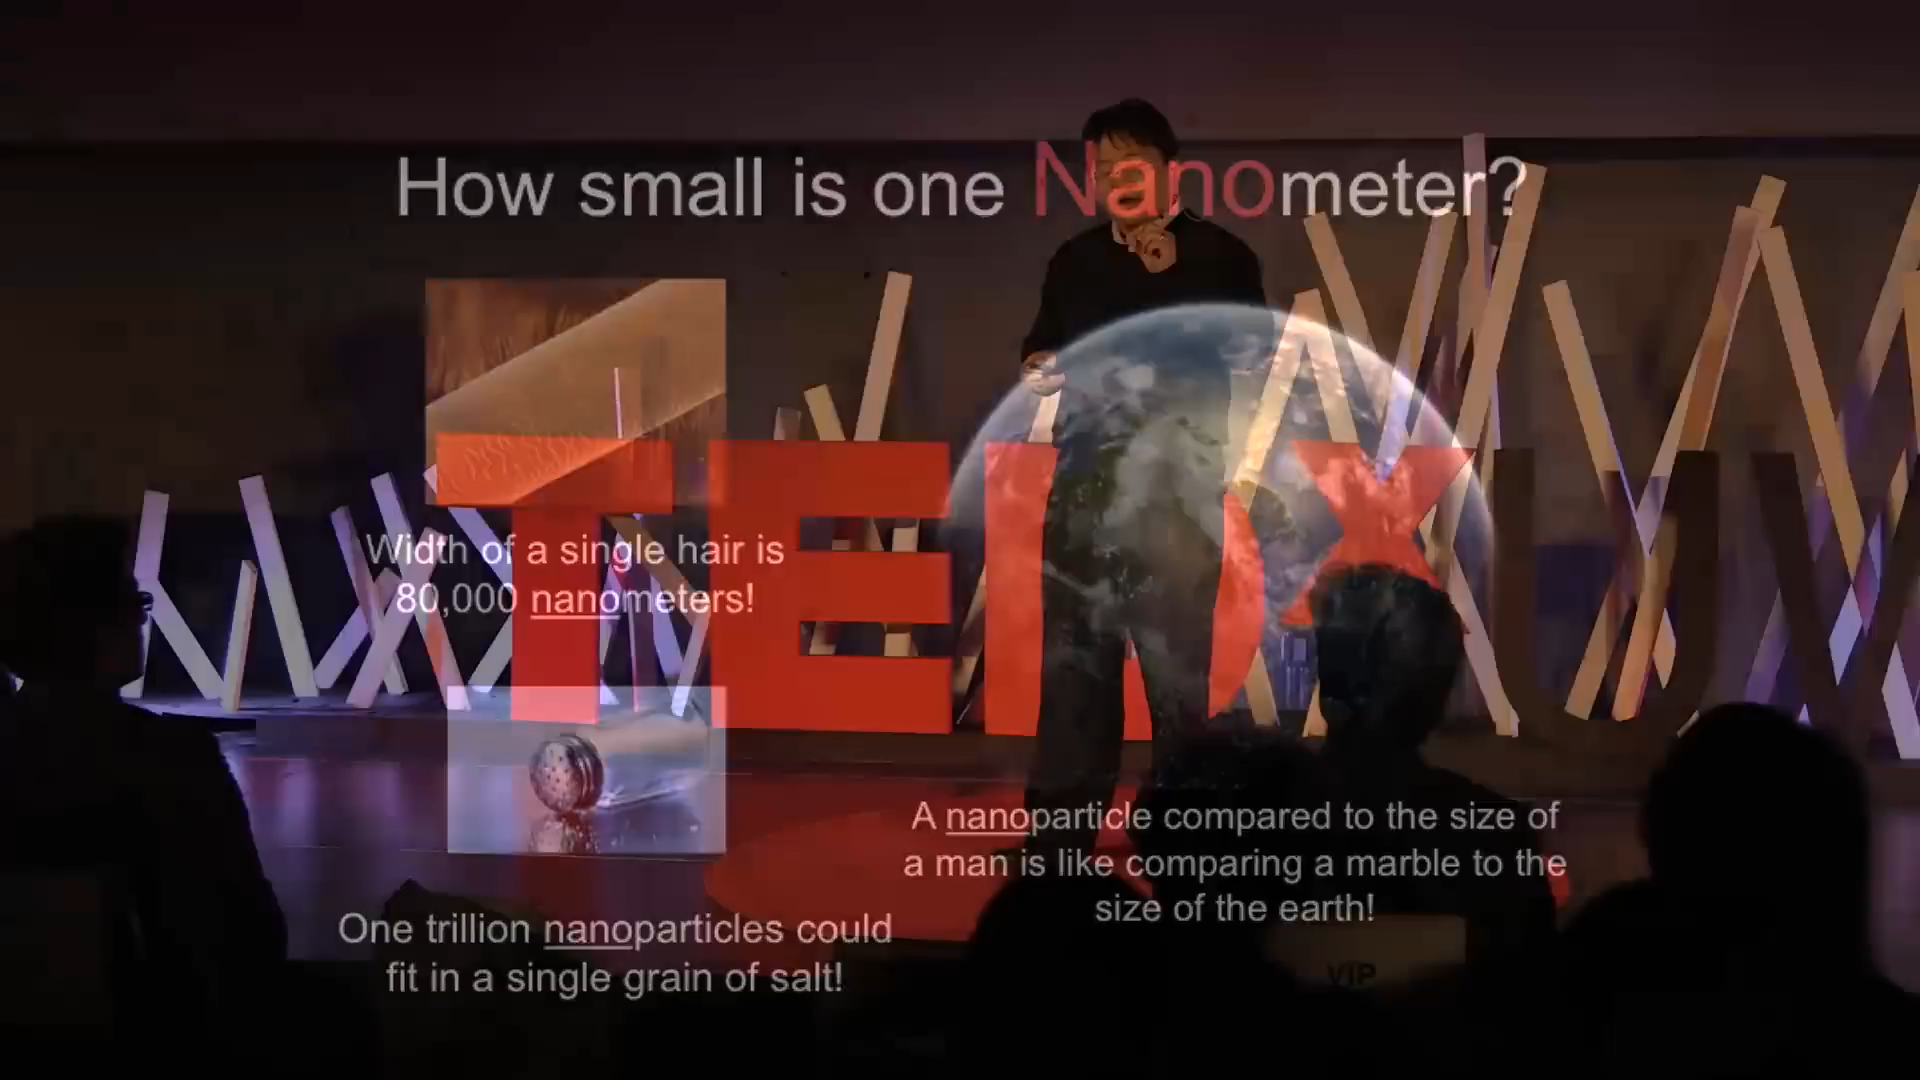 How small is one Nanometer?
TEDx
Width of a single hair is
80,000 nanometers!
A nanoparticle compared to the size of
a man is like comparing a marble to the
size of the earth!
One trillion nanoparticles could
fit in a single grain of salt!
VIP